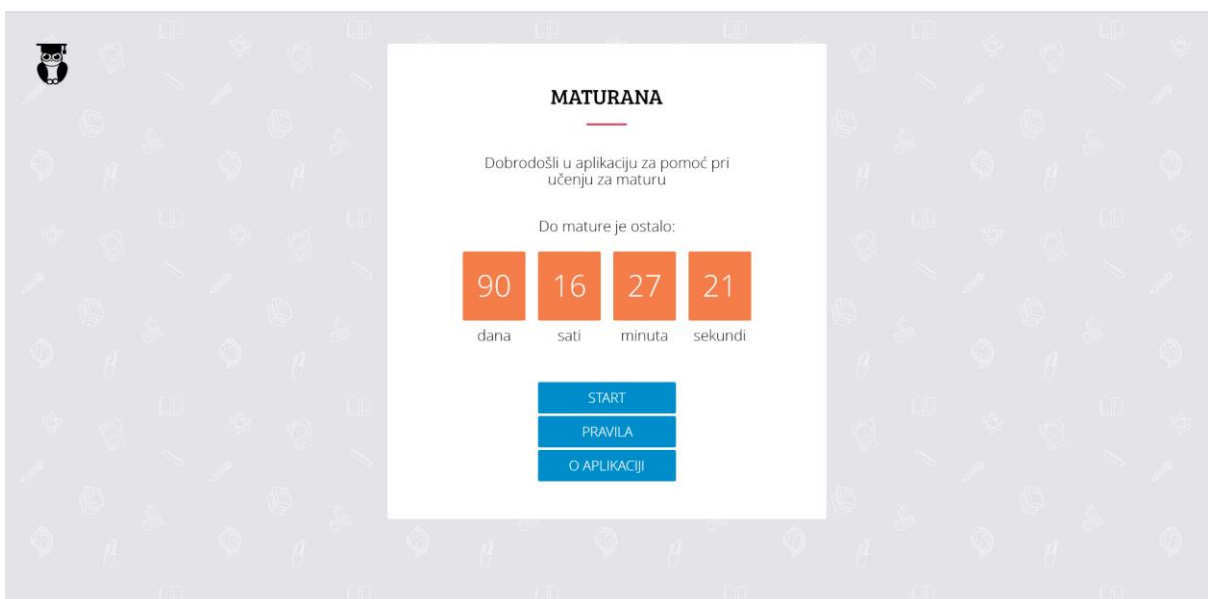 MATURANA
Dobrodošli u aplikaciju za pomoć pri
učenju za maturu
Do mature je ostalo:
90 16 27 21
dana sati minuta sekundi
START
PRAVILA
O APLIKACIJI